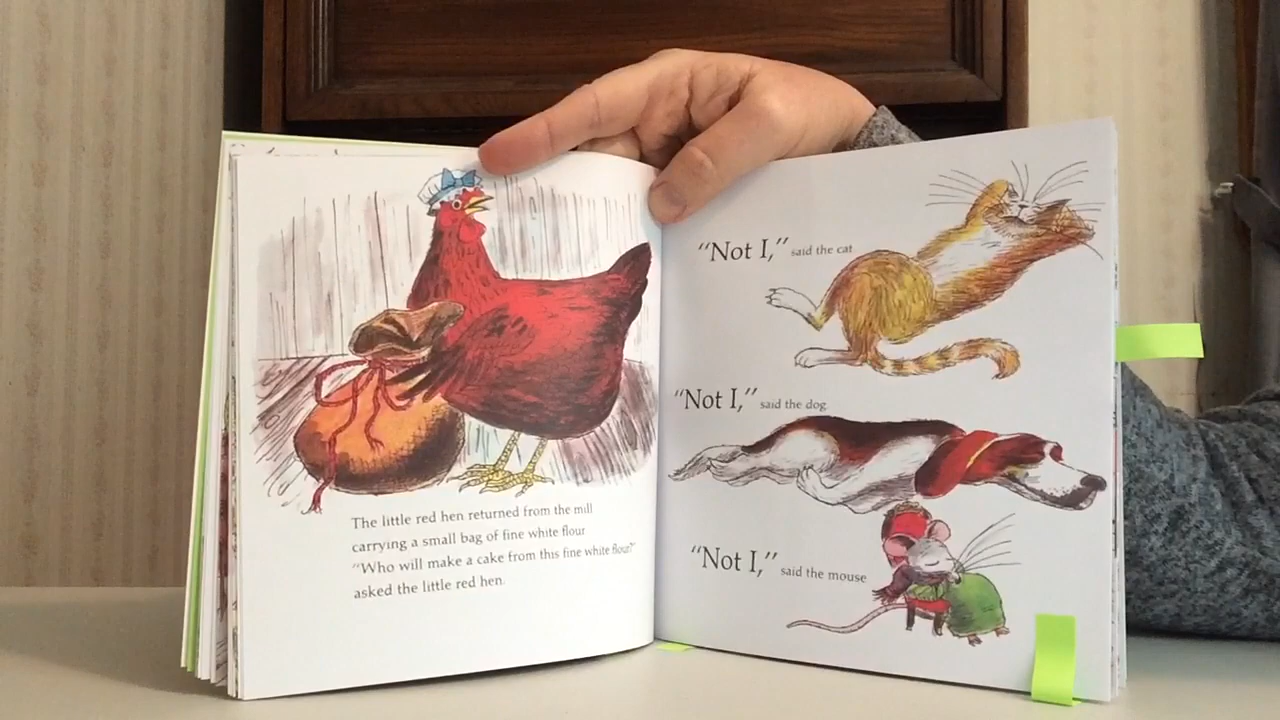 The little red hen returned from the mill
carrying a small bag of fine white flour
"Who will make a cake from this fine white flour?"
asked the little red hen.
"Not I," said the cat
"Not I," said the dog.
"Not I," said the mouse